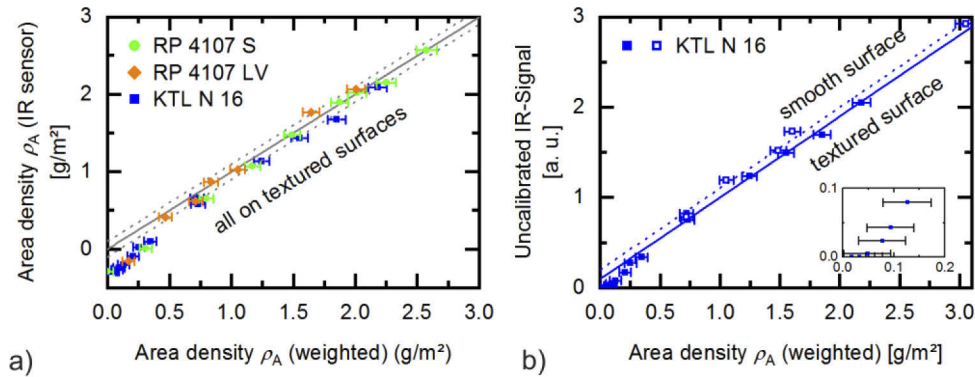 Area density ρA (IR sensor)
[g/m²]
3
2
1
0
RP 4107 S
RP 4107 LV
KTL N 16
all on textured surfaces
0.0 0.5 1.0 1.5 2.0 2.5 3.0
Area density ρA (weighted) (g/m²)
a)
Uncalibrated IR-Signal
[a. u.]
3
2
1
0
KTL N 16
smooth surface
textured surface
0.1
0.0
0.0 0.1 0.2
0.0 0.5 1.0 1.5 2.0 2.5 3.0
Area density ρA (weighted) [g/m²]
b)